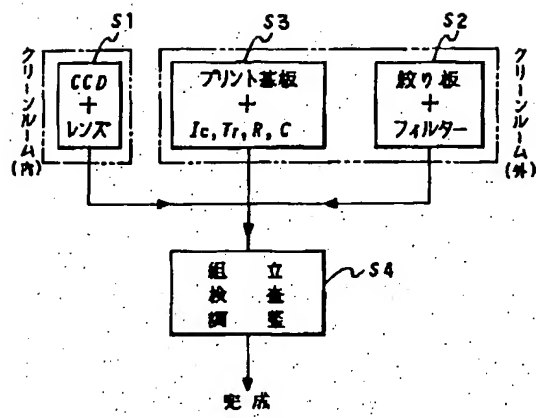 S1
S3
S2
クリーンルーム(内)
CCD
+
レンズ
プリント基板
+
Ic, Tr, R, C
絞り板
+
フィルター
クリーンルーム(外)
組立
検査
調整
S4
完成